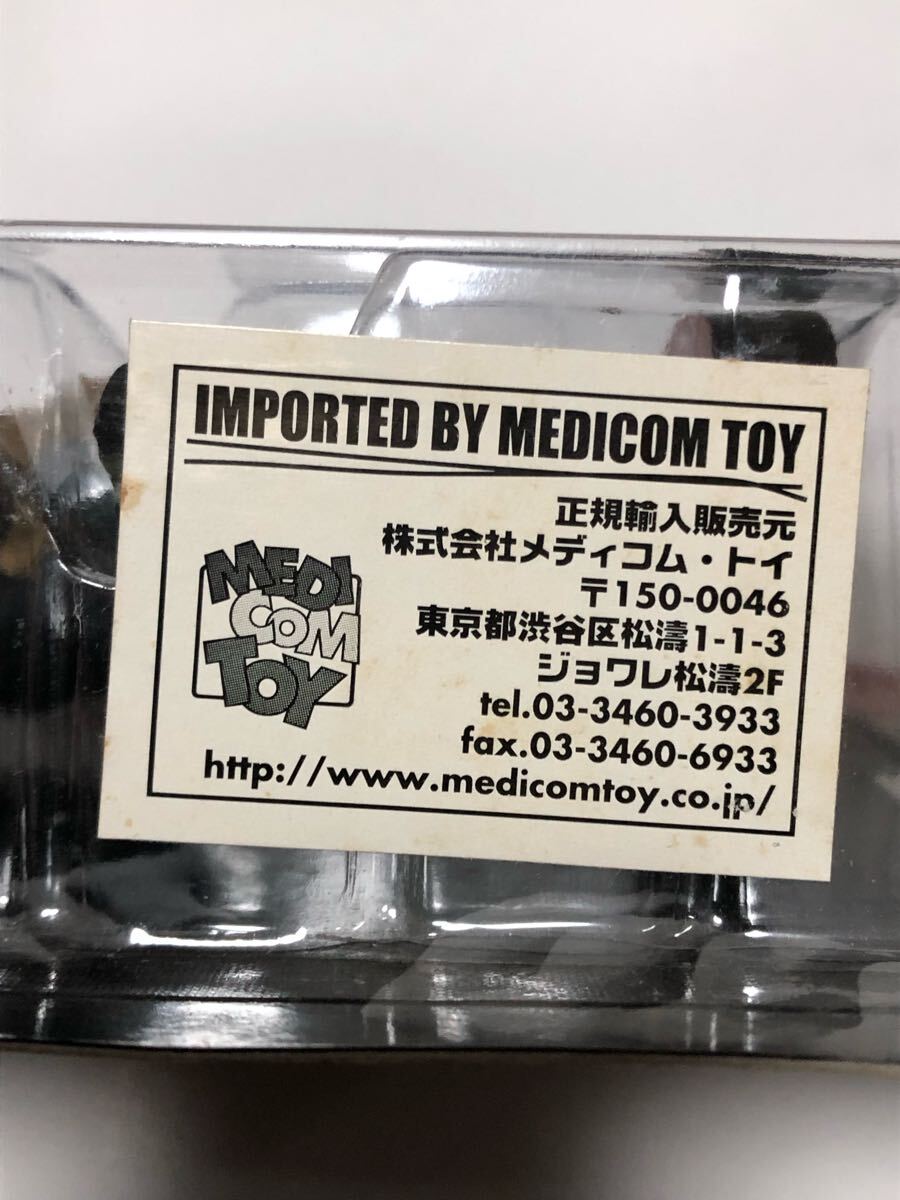 IMPORTED BY MEDICOM TOY
正規輸入販売元
株式会社メディコム・トイ
〒150-0046
東京都渋谷区松濤1-1-3
ジョワレ松濤2F
tel.03-3460-3933
fax.03-3460-6933
http://www.medicomtoy.co.jp/
MEDI
COM
TOY